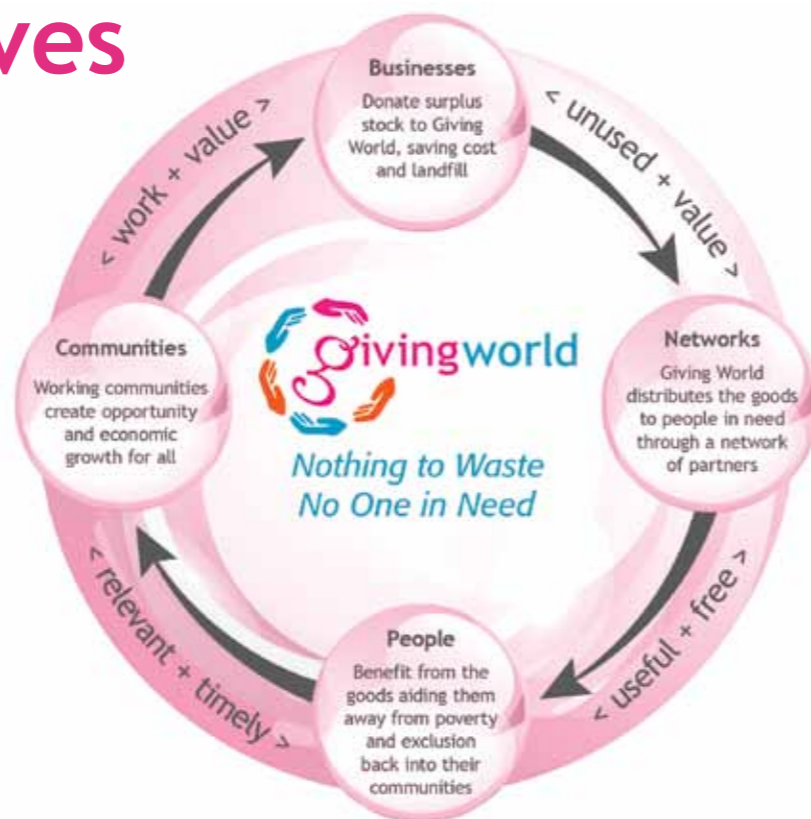 ves
Businesses
Donate surplus
stock to Giving
World, saving cost
and landfill
< unused + value >
Networks
Giving World
distributes the goods
to people in need
through a network
of partners
< useful + free >
People
Benefit from the
goods aiding them
away from poverty
and exclusion
back into their
communities
< relevant + timely >
Communities
Working communities
create opportunity
and economic
growth for all
< work + value >
givingworld
Nothing to Waste
No One in Need